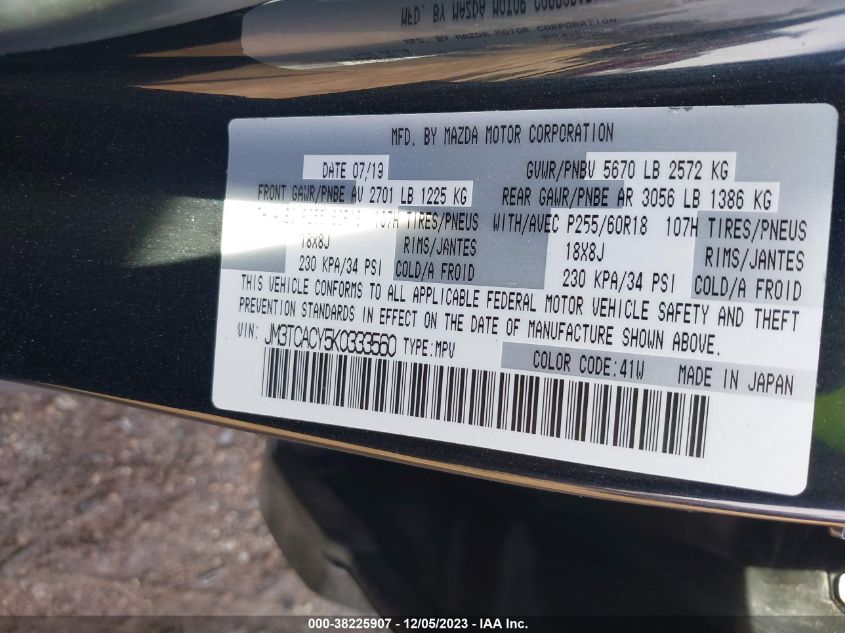 MFD. BY MAZDA MOTOR CORPORATION
MFD. BY MAZDA MOTOR CORPORATION
DATE 07/19 GVWR/PNBV 5670 LB 2572 KG
FRONT GAWR/PNBE AV 2701 LB 1225 KG REAR GAWR/PNBE AR 3056 LB 1386 KG
107H TIRES/PNEUS WITH/AVEC P255/60R18 107H TIRES/PNEUS
18X8J RIMS/JANTES 18X8J RIMS/JANTES
230 KPA/34 PSI COLD/A FROID 230 KPA/34 PSI COLD/A FROID
THIS VEHICLE CONFORMS TO ALL APPLICABLE FEDERAL MOTOR VEHICLE SAFETY AND THEFT
PREVENTION STANDARDS IN EFFECT ON THE DATE OF MANUFACTURE SHOWN ABOVE.
VIN: JM3TCACY5K0333560 TYPE:MPV
COLOR CODE:41W MADE IN JAPAN
000-38225907 - 12/05/2023 - IAA Inc.